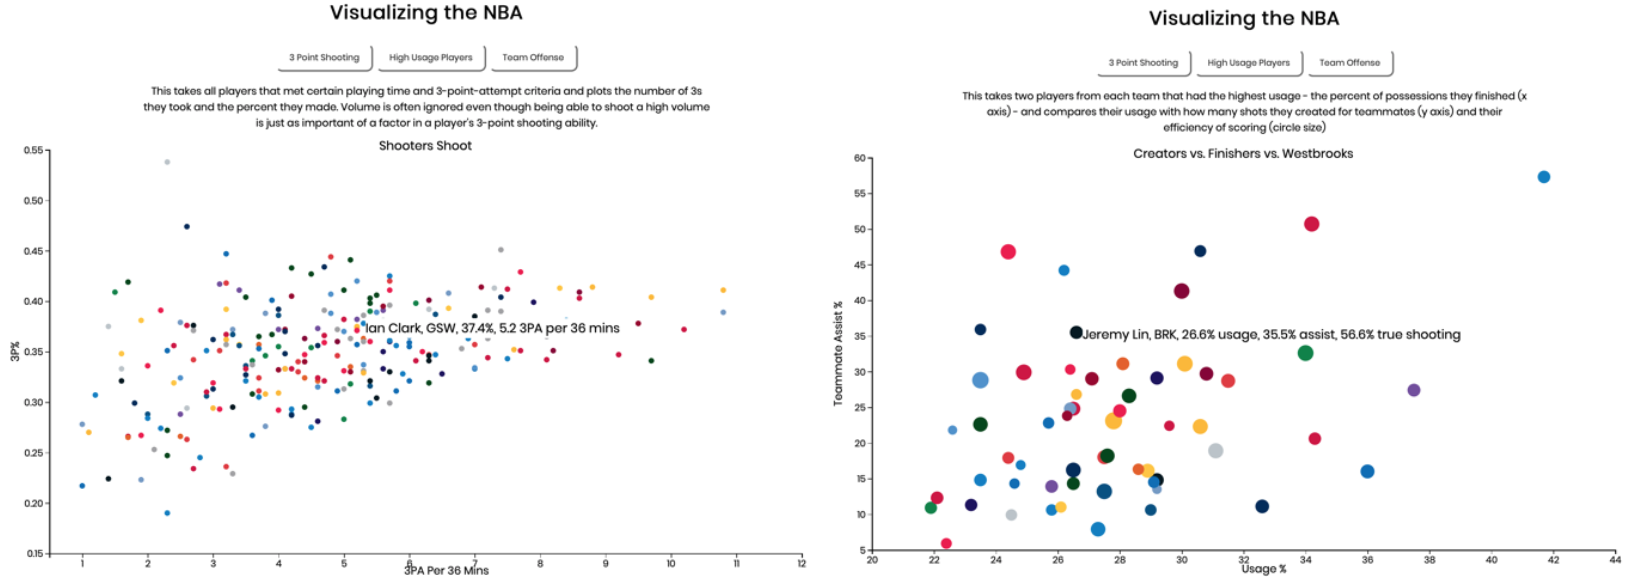 Visualizing the NBA
3 Point Shooting
High Usage Players
Team Offense
This takes all players that met certain playing time and 3-point-attempt criteria and plots the number of 3s
they took and the percent they made. Volume is often ignored even though being able to shoot a high volume
is just as important of a factor in a player's 3-point shooting ability.
Shooters Shoot
0.55
0.50
0.45
0.40
0.35
0.30
0.25
0.20
0.15
3P%
Ian Clark, GSW, 37.4%, 5.2 3PA per 36 mins
1
2
3
4
5
6
7
8
9
10
11
12
3PA Per 36 Mins
Visualizing the NBA
3 Point Shooting
High Usage Players
Team Offense
This takes two players from each team that had the highest usage - the percent of possessions they finished (x
axis) - and compares their usage with how many shots they created for teammates (y axis) and their
efficiency of scoring (circle size)
Creators vs. Finishers vs. Westbrooks
60
55
50
45
40
35
30
25
20
15
10
5
Teammate Assist %
Jeremy Lin, BRK, 26.6% usage, 35.5% assist, 56.6% true shooting
20
22
24
26
28
30
32
34
36
38
40
42
44
Usage %